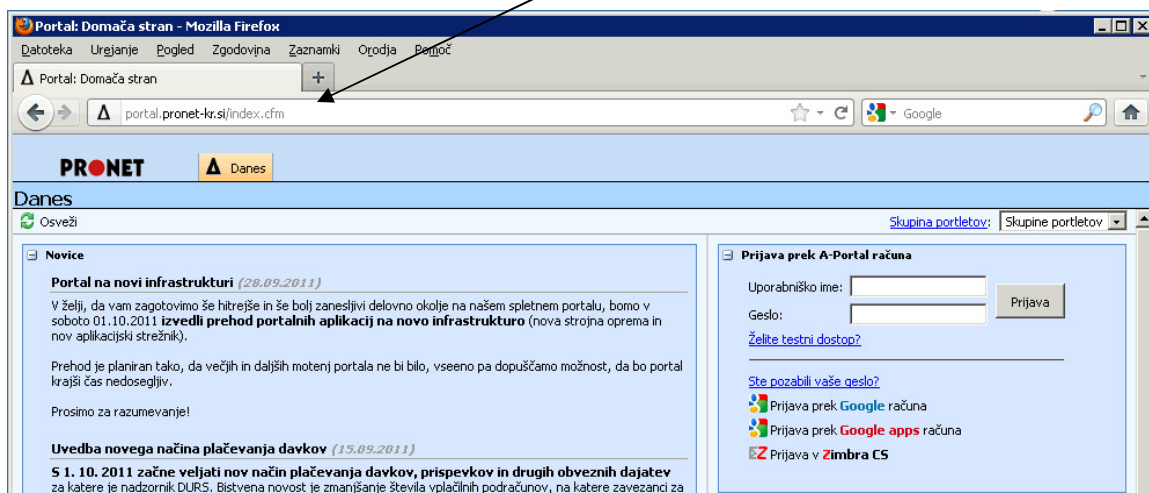 Portal: Domača stran - Mozilla Firefox
Datoteka Urejanje Pogled Zgodovina Zaznamki Orodja Pomoč
Portal: Domača stran
portal.pronet-kr.si/index.cfm
Google
PRONET
Danes
Danes
Osveži
Skupina portletov: Skupine portletov
Novice
Portal na novi infrastrukturi (28.09.2011)
V želji, da vam zagotovimo še hitrejše in še bolj zanesljivi delovno okolje na našem spletnem portalu, bomo v
soboto 01.10.2011 izvedli prehod portalnih aplikacij na novo infrastrukturo (nova strojna oprema in
nov aplikacijski strežnik).
Prehod je planiran tako, da večjih in daljših motenj portala ne bi bilo, vseeno pa dopuščamo možnost, da bo portal
krajši čas nedosegljiv.
Prosimo za razumevanje!
Uvedba novega načina plačevanja davkov (15.09.2011)
S 1. 10. 2011 začne veljati nov način plačevanja davkov, prispevkov in drugih obveznih dajatev
za katere je nadzornik DURS. Bistvena novost je zmanjšanje števila vplačilnih podračunov, na katere zavezanci za
Prijava prek A-Portal računa
Uporabniško ime:
Geslo:
Prijava
Želite testni dostop?
Ste pozabili vaše geslo?
Prijava prek Google računa
Prijava prek Google apps računa
Prijava v Zimbra CS